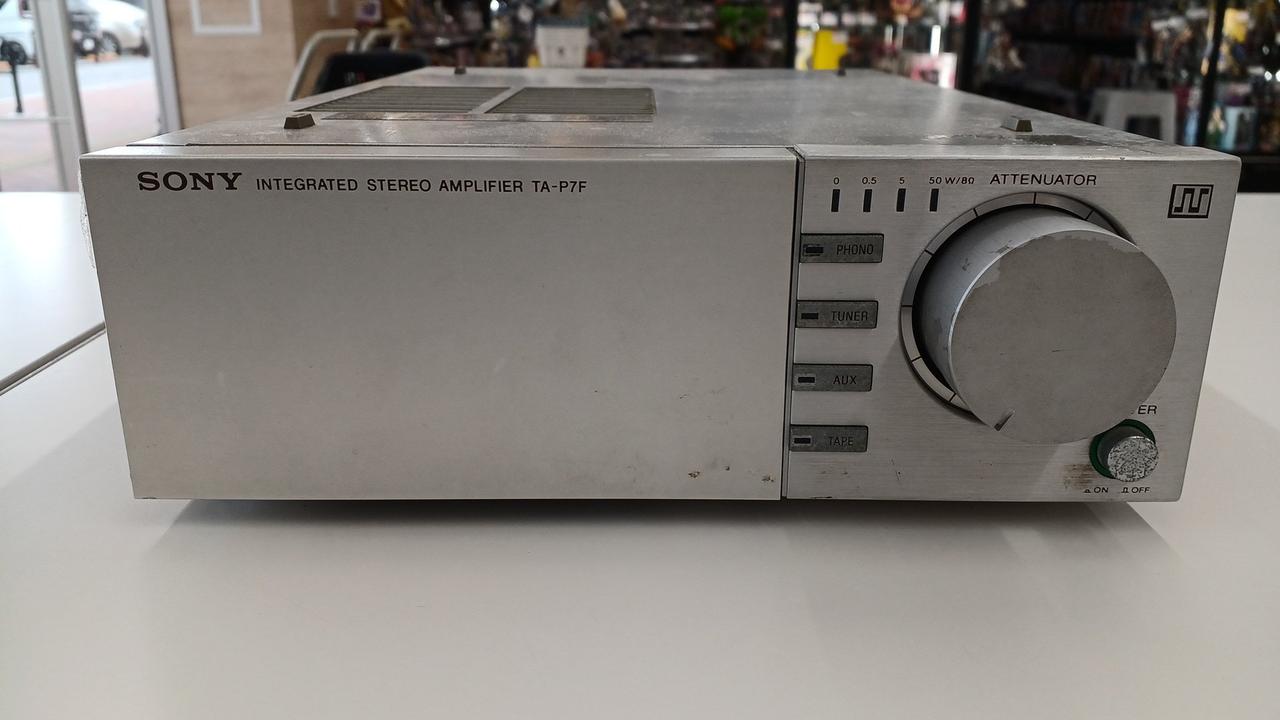 SONY INTEGRATED STEREO AMPLIFIER TA-P7F
0 0.5 5 50 W/8Ω ATTENUATOR
PHONO
TUNER
AUX
TAPE
ER
ON OFF